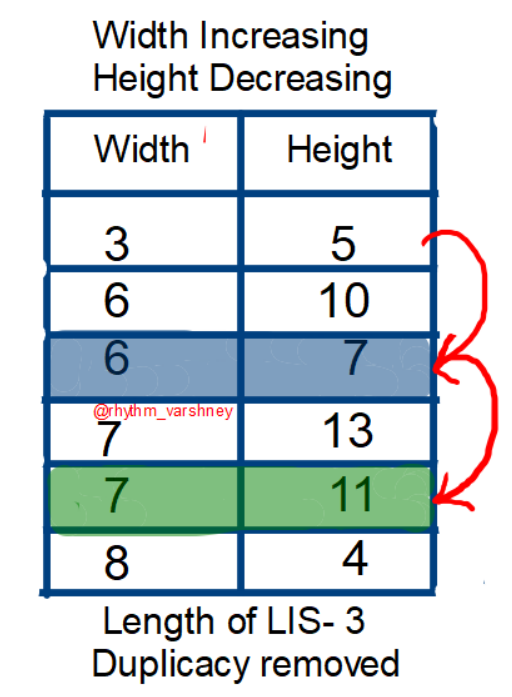 Width Increasing
Height Decreasing
Width Height
3 5
6 10
6 7
@rhythm_varshney
7 13
7 11
8 4
Length of LIS- 3
Duplicacy removed